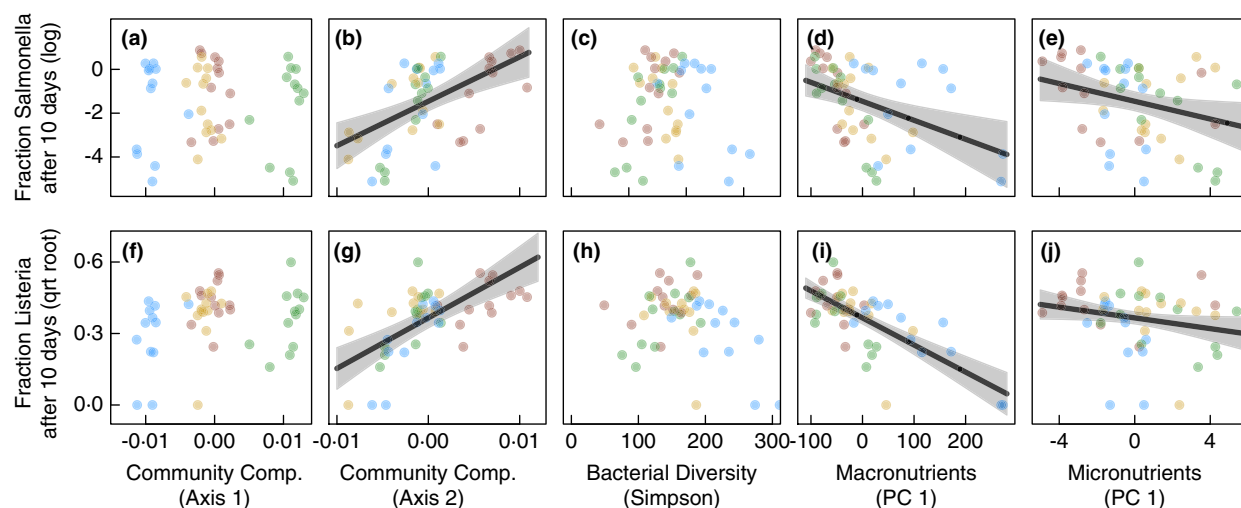 Fraction Salmonella
after 10 days (log)
(a) (b) (c) (d) (e)
0
-2
-4
Fraction Listeria
after 10 days (qrt root)
(f) (g) (h) (i) (j)
0·6
0·3
0·0
-0·01 0·00 0·01 -0·01 0·00 0·01 0 100 200 300 -100 0 100 200 -4 0 4
Community Comp. Community Comp. Bacterial Diversity Macronutrients Micronutrients
(Axis 1) (Axis 2) (Simpson) (PC 1) (PC 1)